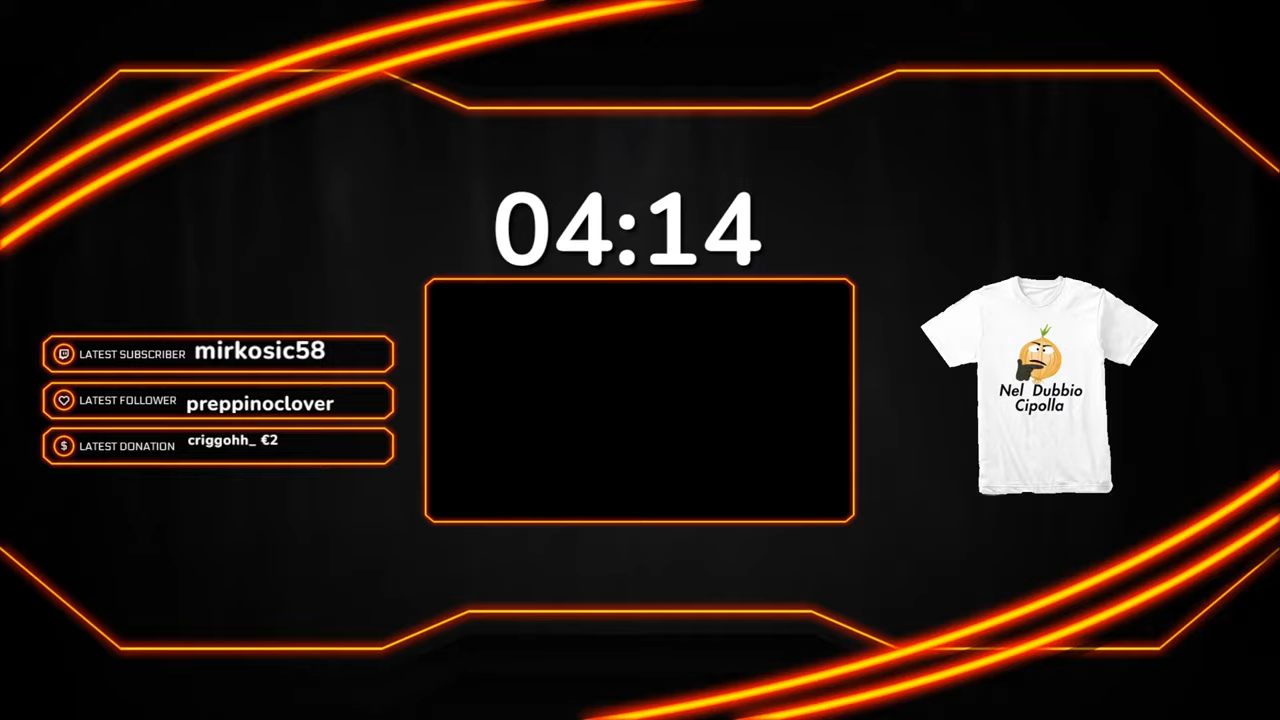 04:14
LATEST SUBSCRIBER mirkosic58
LATEST FOLLOWER preppinoclover
LATEST DONATION criggohh_ €2
Nel Dubbio
Cipolla